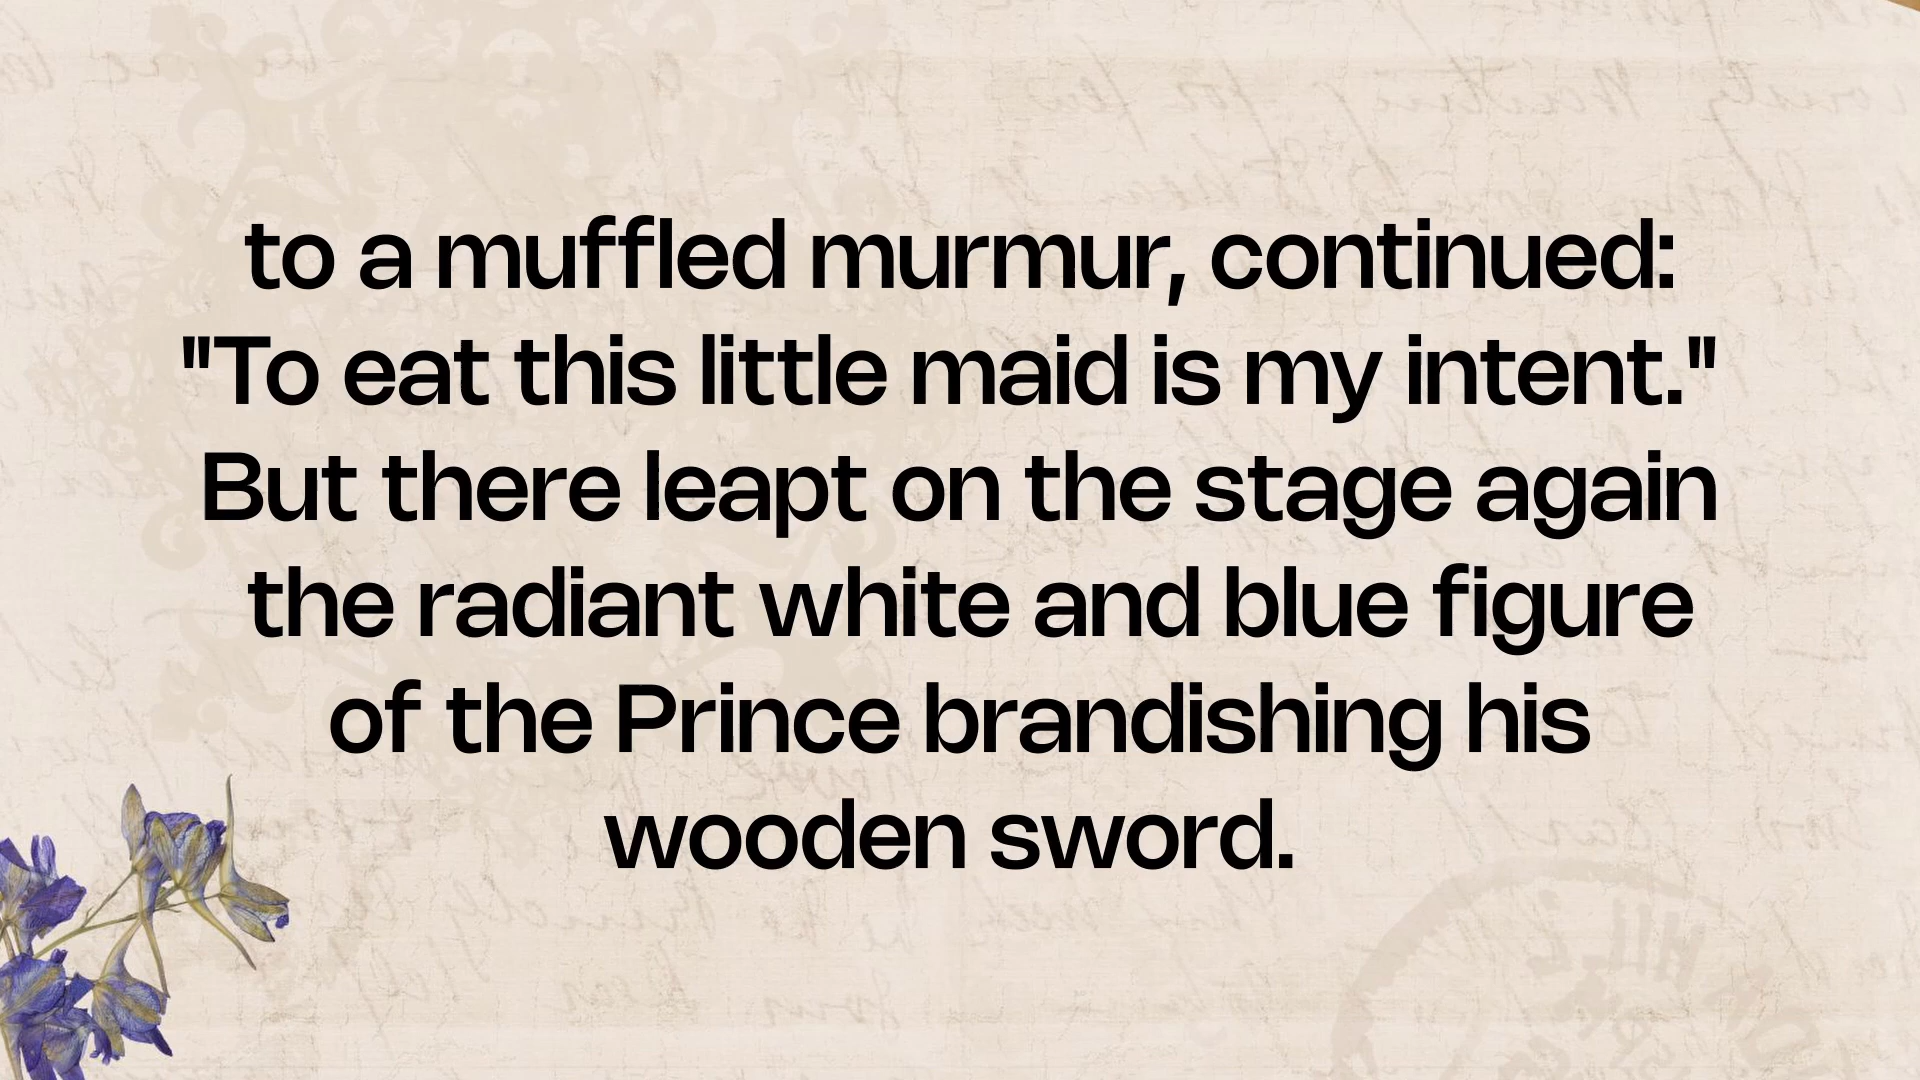 to a muffled murmur, continued:
"To eat this little maid is my intent."
But there leapt on the stage again
the radiant white and blue figure
of the Prince brandishing his
wooden sword.